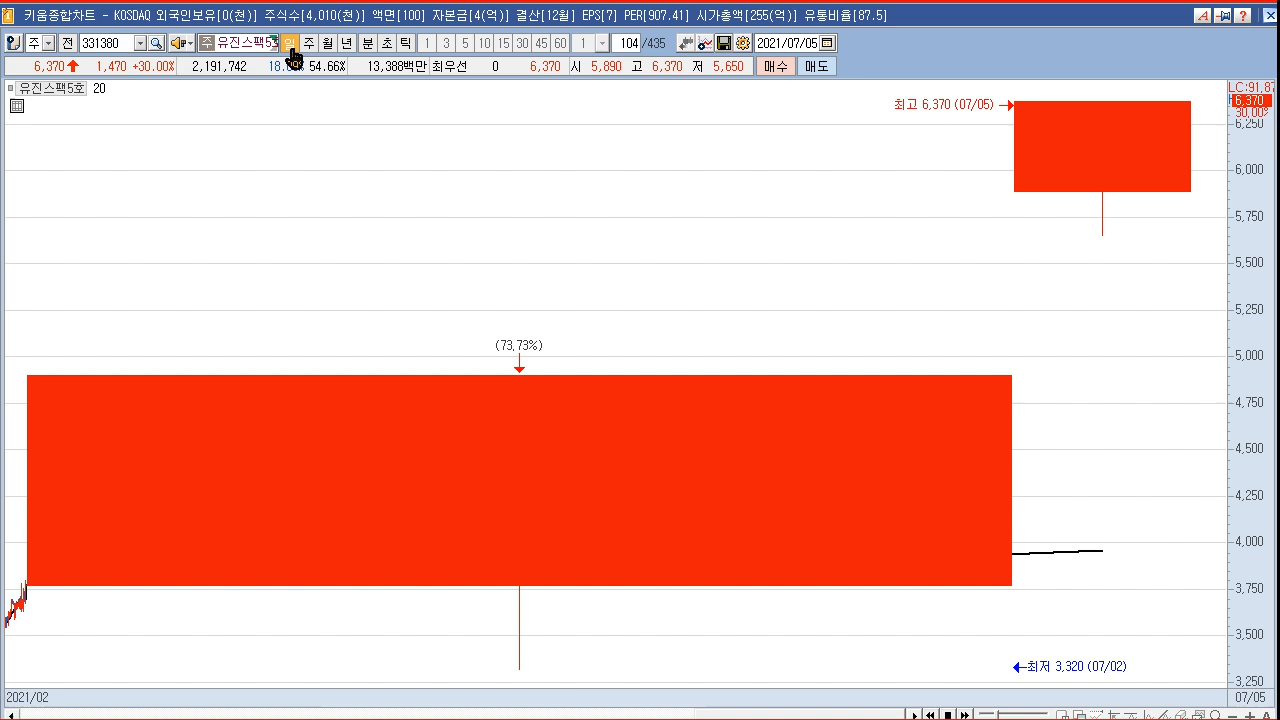 키움종합차트 - KOSDAQ 외국인보유[0(천)] 주식수[4,010(천)] 액면[100] 자본금[4(억)] 결산[12월] EPS[7] PER[907.41] 시가총액[255(억)] 유통비율[87.5]
주 전 331380 주 유진스팩5호 일 주 월 년 분 초 틱 1 3 5 10 15 30 45 60 1 104 /435 2021/07/05
6,370 1,470 +30.00% 2,191,742 54.66% 13,388백만 최우선 0 6,370 시 5,890 고 6,370 저 5,650 매수 매도
유진스팩5호 20
LC:91,87
6,370
30,00%
최고 6,370 (07/05)
6,250
6,000
5,750
5,500
5,250
(73,73%)
5,000
4,750
4,500
4,250
4,000
3,750
3,500
최저 3,320 (07/02)
3,250
2021/02 07/05